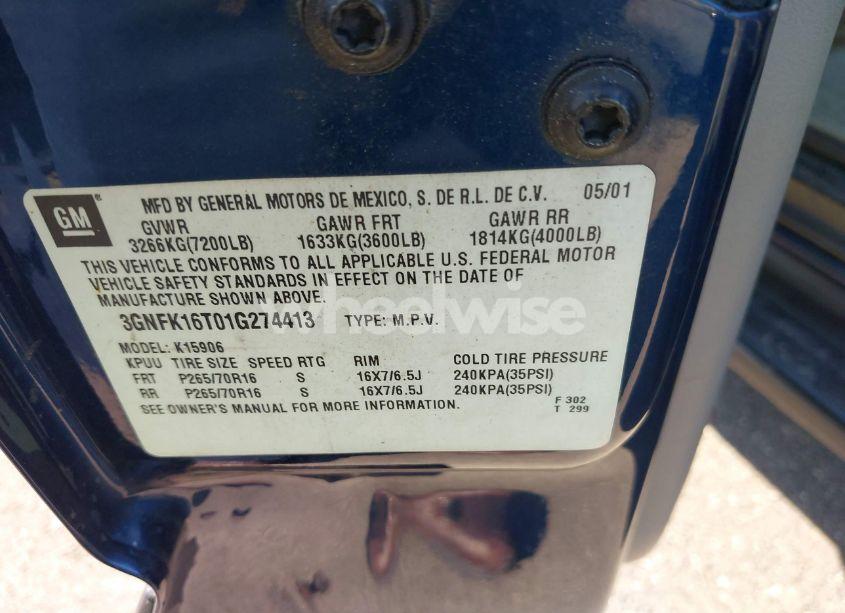 GM
MFD BY GENERAL MOTORS DE MEXICO, S. DE R.L. DE C.V. 05/01
GVWR GAWR FRT GAWR RR
3266KG(7200LB) 1633KG(3600LB) 1814KG(4000LB)
THIS VEHICLE CONFORMS TO ALL APPLICABLE U.S. FEDERAL MOTOR
VEHICLE SAFETY STANDARDS IN EFFECT ON THE DATE OF
MANUFACTURE SHOWN ABOVE.
wheelwise
3GNFK16T01G274413 TYPE: M.P.V.
MODEL: K15906
KPUU TIRE SIZE SPEED RTG RIM COLD TIRE PRESSURE
FRT P265/70R16 S 16X7/6.5J 240KPA(35PSI)
RR P265/70R16 S 16X7/6.5J 240KPA(35PSI)
SEE OWNER'S MANUAL FOR MORE INFORMATION.
F 302
T 299